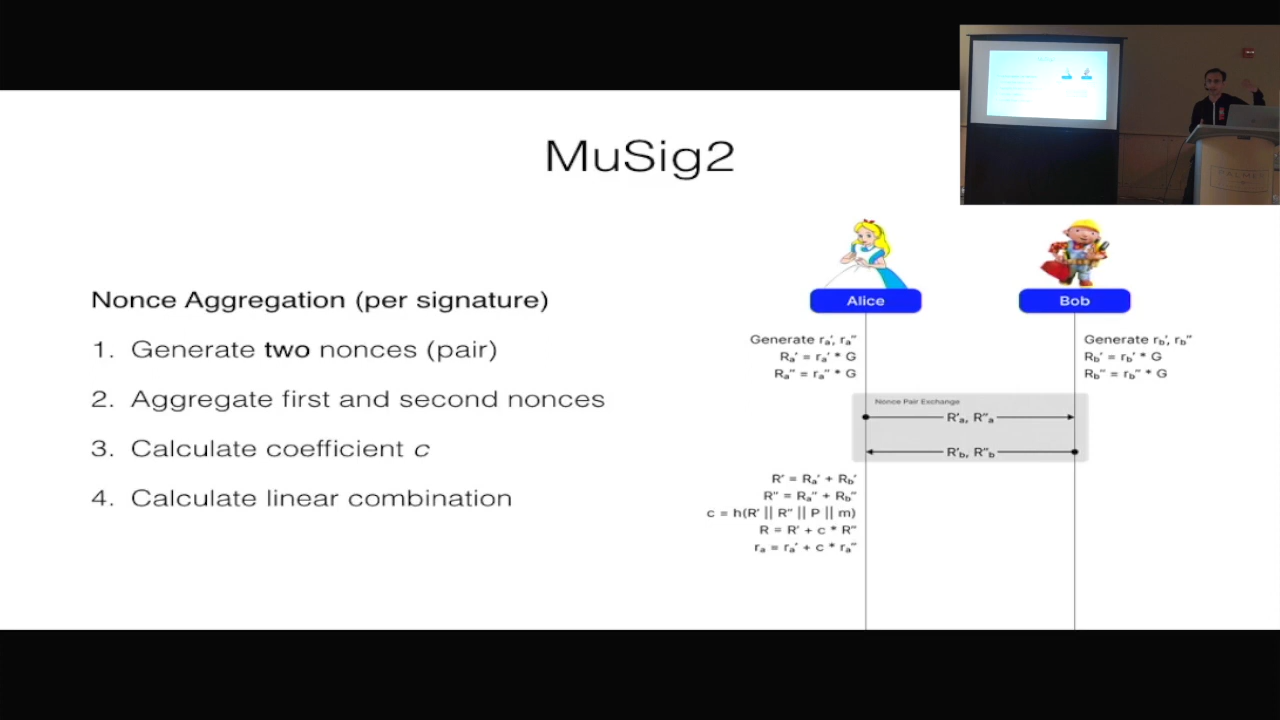 MuSig2
Nonce Aggregation (per signature)
1. Generate two nonces (pair)
2. Aggregate first and second nonces
3. Calculate coefficient c
4. Calculate linear combination
Alice
Bob
Generate rₐ′, rₐ″
Rₐ′ = rₐ′ * G
Rₐ″ = rₐ″ * G
Generate r_b′, r_b″
R_b′ = r_b′ * G
R_b″ = r_b″ * G
Nonce Pair Exchange
R′ₐ, R″ₐ
R′_b, R″_b
R′ = Rₐ′ + R_b′
R″ = Rₐ″ + R_b″
c = h(R′ || R″ || P || m)
R = R′ + c * R″
rₐ = rₐ′ + c * rₐ″